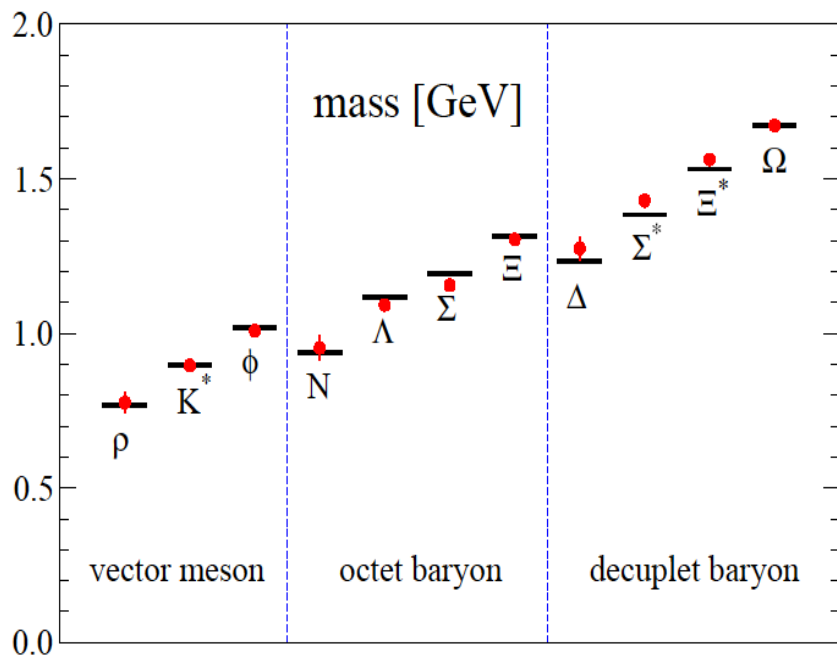 2.0
mass [GeV]
1.5
Ω
Ξ*
Σ*
Δ
Ξ
Σ
Λ
1.0
ϕ
K*
N
ρ
0.5
vector meson
octet baryon
decuplet baryon
0.0